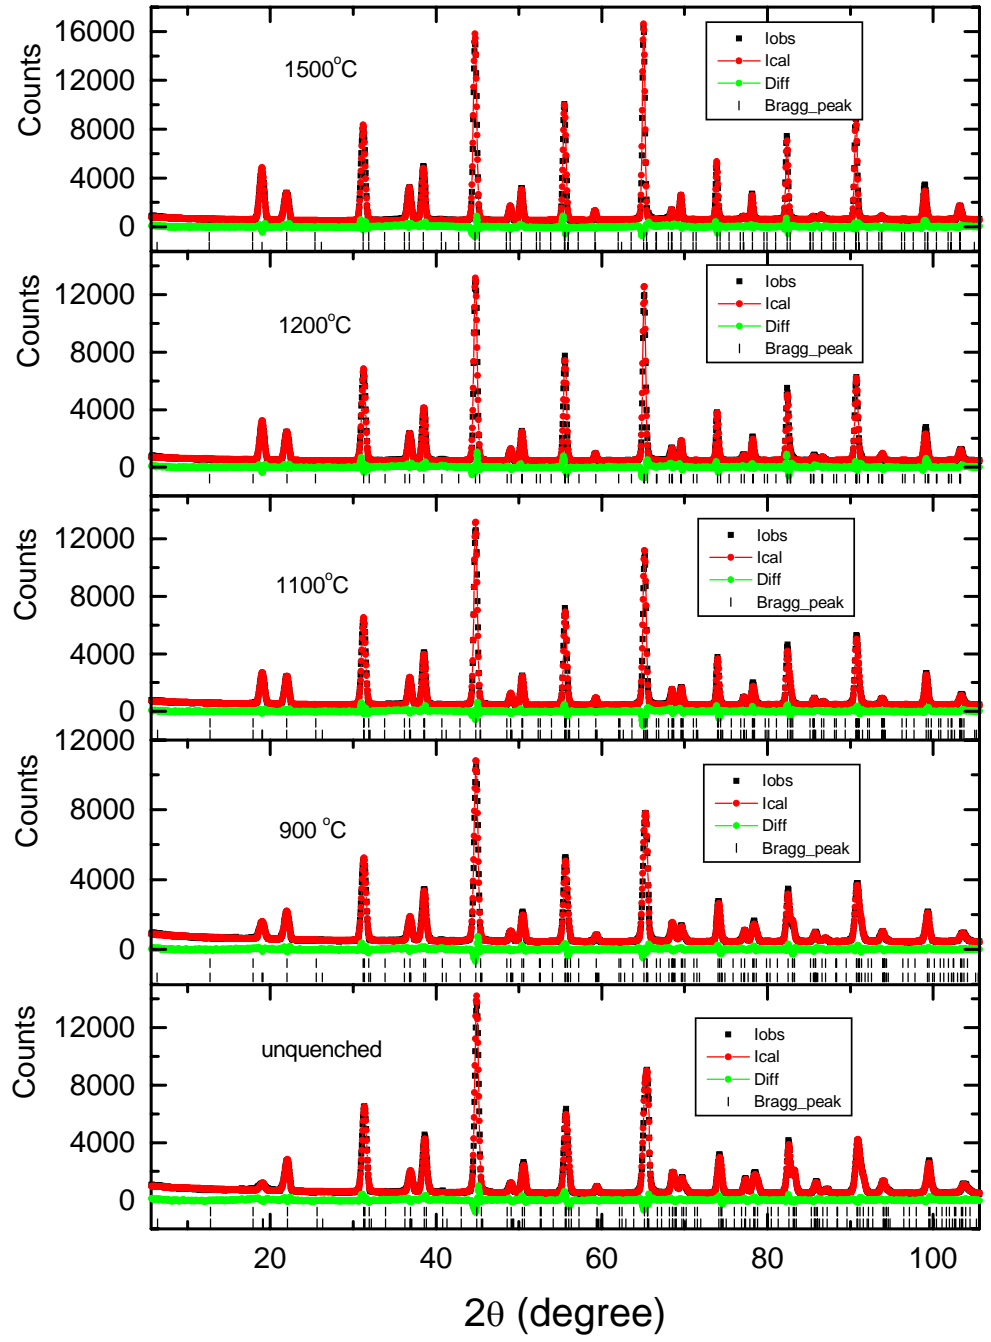 Counts
16000
12000
8000
4000
0
1500°C
Iobs
Ical
Diff
Bragg_peak
Counts
12000
8000
4000
0
1200°C
Iobs
Ical
Diff
Bragg_peak
Counts
12000
8000
4000
0
1100°C
Iobs
Ical
Diff
Bragg_peak
Counts
12000
8000
4000
0
900 °C
Iobs
Ical
Diff
Bragg_peak
Counts
12000
8000
4000
0
unquenched
Iobs
Ical
Diff
Bragg_peak
20 40 60 80 100
2θ (degree)